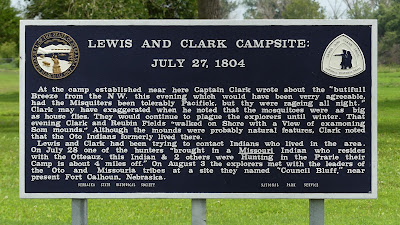 LEWIS AND CLARK CAMPSITE:
JULY 27, 1804
At the camp established near here Captain Clark wrote about the "butifull
Breeze from the N.W. this evening which would have been verry agreeable,
had the Misquiters been tolerably Pacifick, but thy were rageing all night."
Clark may have exaggerated when he noted that the mosquitoes were as big
as house flies. They would continue to plague the explorers until winter. That
evening Clark and Reubin Fields "walked on Shore with a View of examoning
Som mounds." Although the mounds were probably natural features, Clark noted
that the Oto Indians formerly lived there.
Lewis and Clark had been trying to contact Indians who lived in the area.
On July 28 one of the hunters "brought in a Missouri Indian who resides
with the Otteauz, this Indian & 2 others were Hunting in the Prarie their
Camp is about 4 miles off." On August 3 the explorers met with the leaders of
the Oto and Missouria tribes at a site they named "Council Bluff," near
present Fort Calhoun, Nebraska.
NEBRASKA STATE HISTORICAL SOCIETY NATIONAL PARK SERVICE